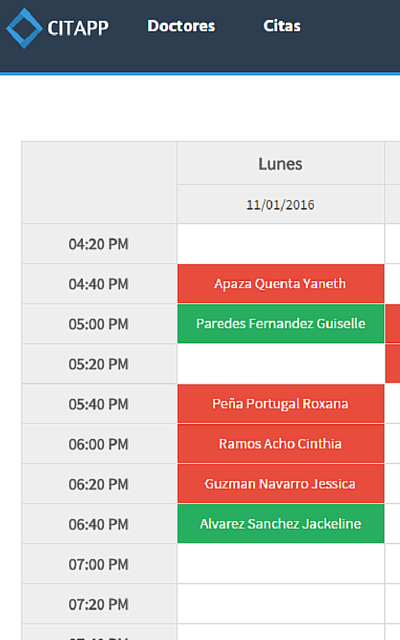 CITAPP Doctores Citas
Lunes
11/01/2016
04:20 PM
04:40 PM Apaza Quenta Yaneth
05:00 PM Paredes Fernandez Guiselle
05:20 PM
05:40 PM Peña Portugal Roxana
06:00 PM Ramos Acho Cinthia
06:20 PM Guzman Navarro Jessica
06:40 PM Alvarez Sanchez Jackeline
07:00 PM
07:20 PM